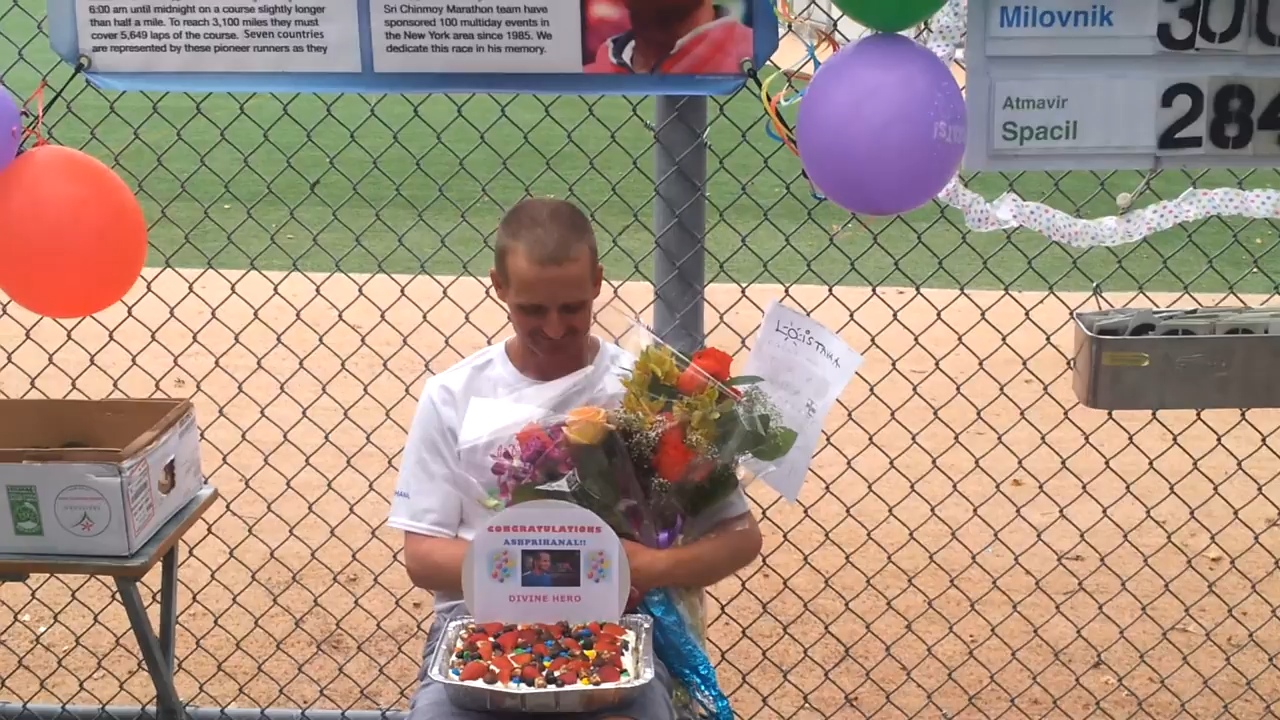 6:00 am until midnight on a course slightly longer
than half a mile. To reach 3,100 miles they must
cover 5,649 laps of the course. Seven countries
are represented by these pioneer runners as they
Sri Chinmoy Marathon team have
sponsored 100 multiday events in
the New York area since 1985. We
dedicate this race in his memory.
Milovnik
300
Atmavir
Spacil
284
CONGRATULATIONS
ASHPRIHANAL!!
DIVINE HERO